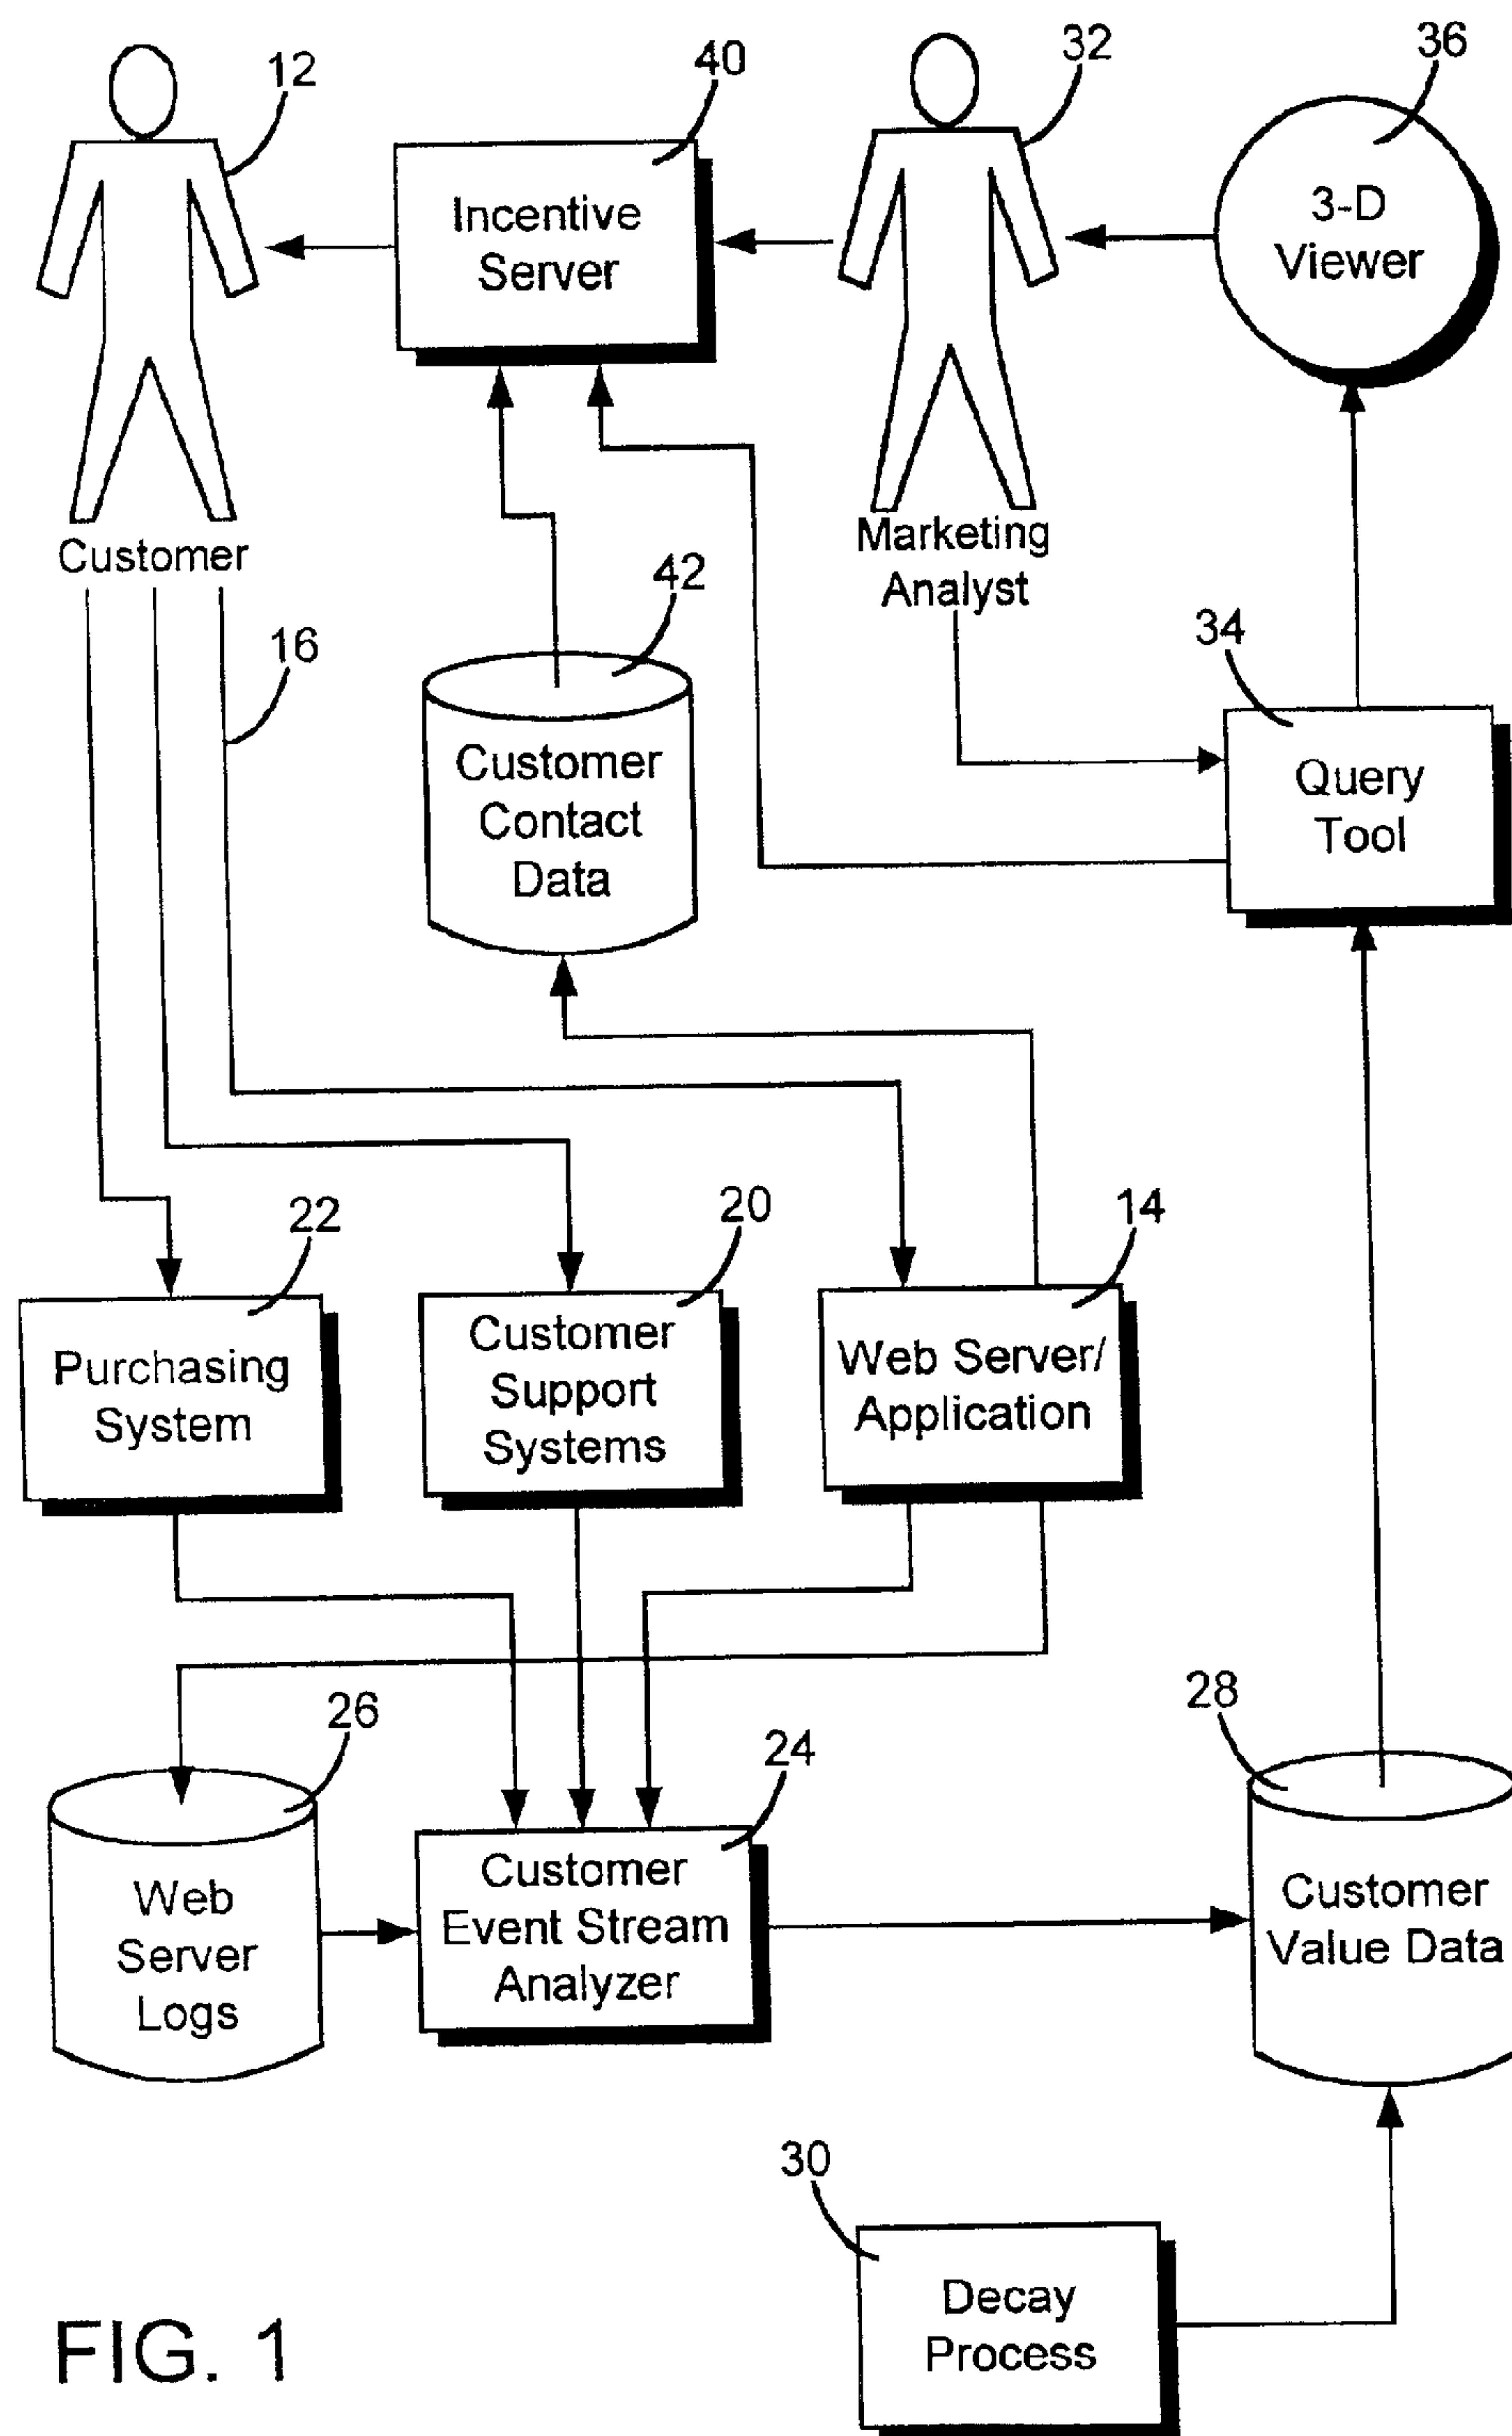 12
40
32
36
Incentive
Server
3-D
Viewer
Customer
Marketing
Analyst
42
16
34
Customer
Contact
Data
Query
Tool
22
20
14
Purchasing
System
Customer
Support
Systems
Web Server/
Application
26
24
28
Web
Server
Logs
Customer
Event Stream
Analyzer
Customer
Value Data
30
Decay
Process
FIG. 1